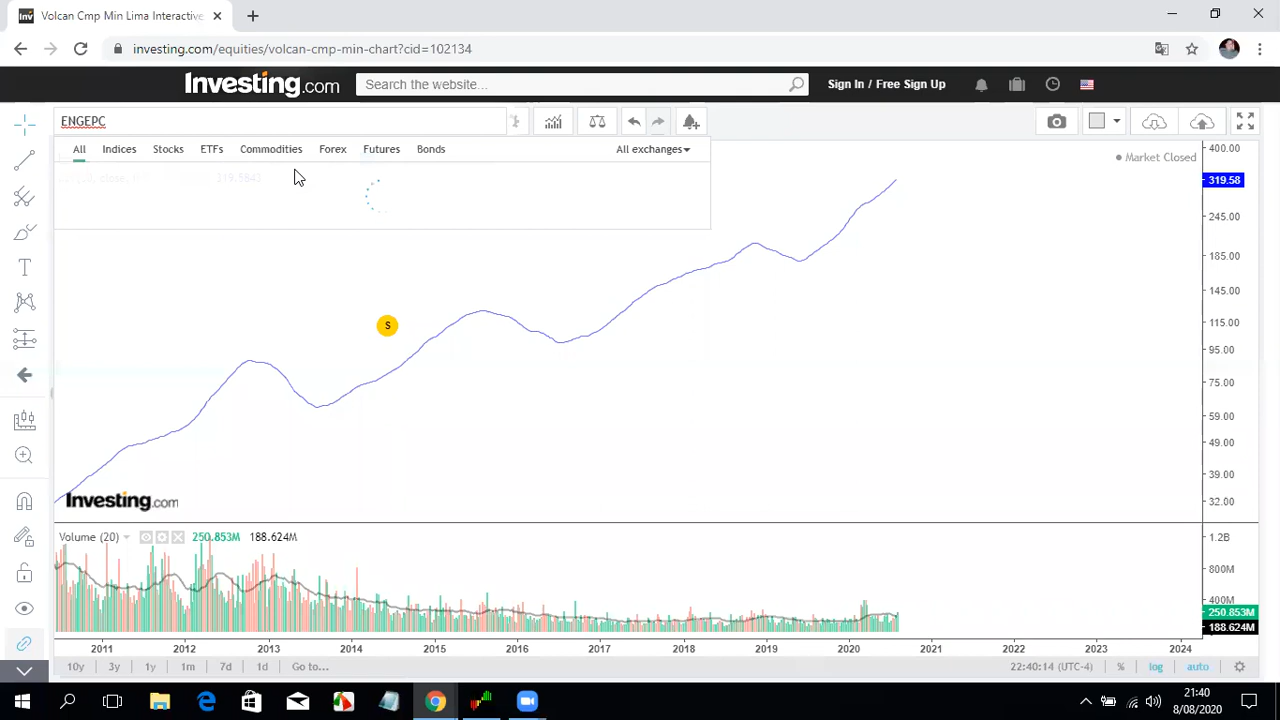 Volcan Cmp Min Lima Interactive
investing.com/equities/volcan-cmp-min-chart?cid=102134
Investing.com
Search the website...
Sign In / Free Sign Up
ENGEPC
All
Indices
Stocks
ETFs
Commodities
Forex
Futures
Bonds
All exchanges
319.5843
Market Closed
400.00
319.58
245.00
185.00
145.00
115.00
95.00
75.00
59.00
49.00
39.00
32.00
S
Investing.com
Volume (20)
250.853M
188.624M
1.2B
800M
400M
250.853M
188.624M
2011
2012
2013
2014
2015
2016
2017
2018
2019
2020
2021
2022
2023
2024
10y
3y
1y
1m
7d
1d
Go to...
22:40:14 (UTC-4)
%
log
auto
21:40
8/08/2020